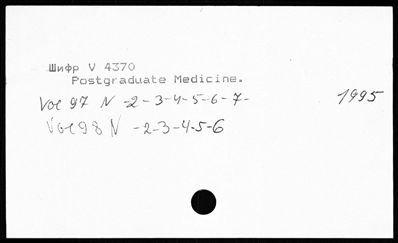 Шифр V 4370
Postgraduate Medicine.
Vol 97 N -2-3-4-5-6-7- 1995
Vol 98 N -2-3-4-5-6